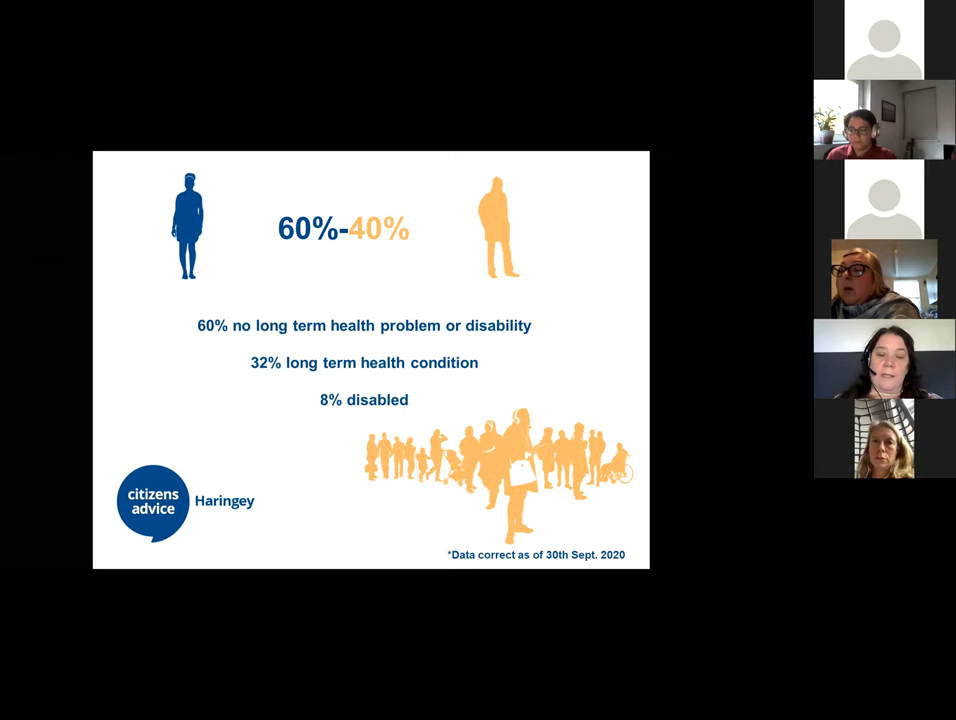 60%-40%
60% no long term health problem or disability
32% long term health condition
8% disabled
citizens
advice
Haringey
*Data correct as of 30th Sept. 2020